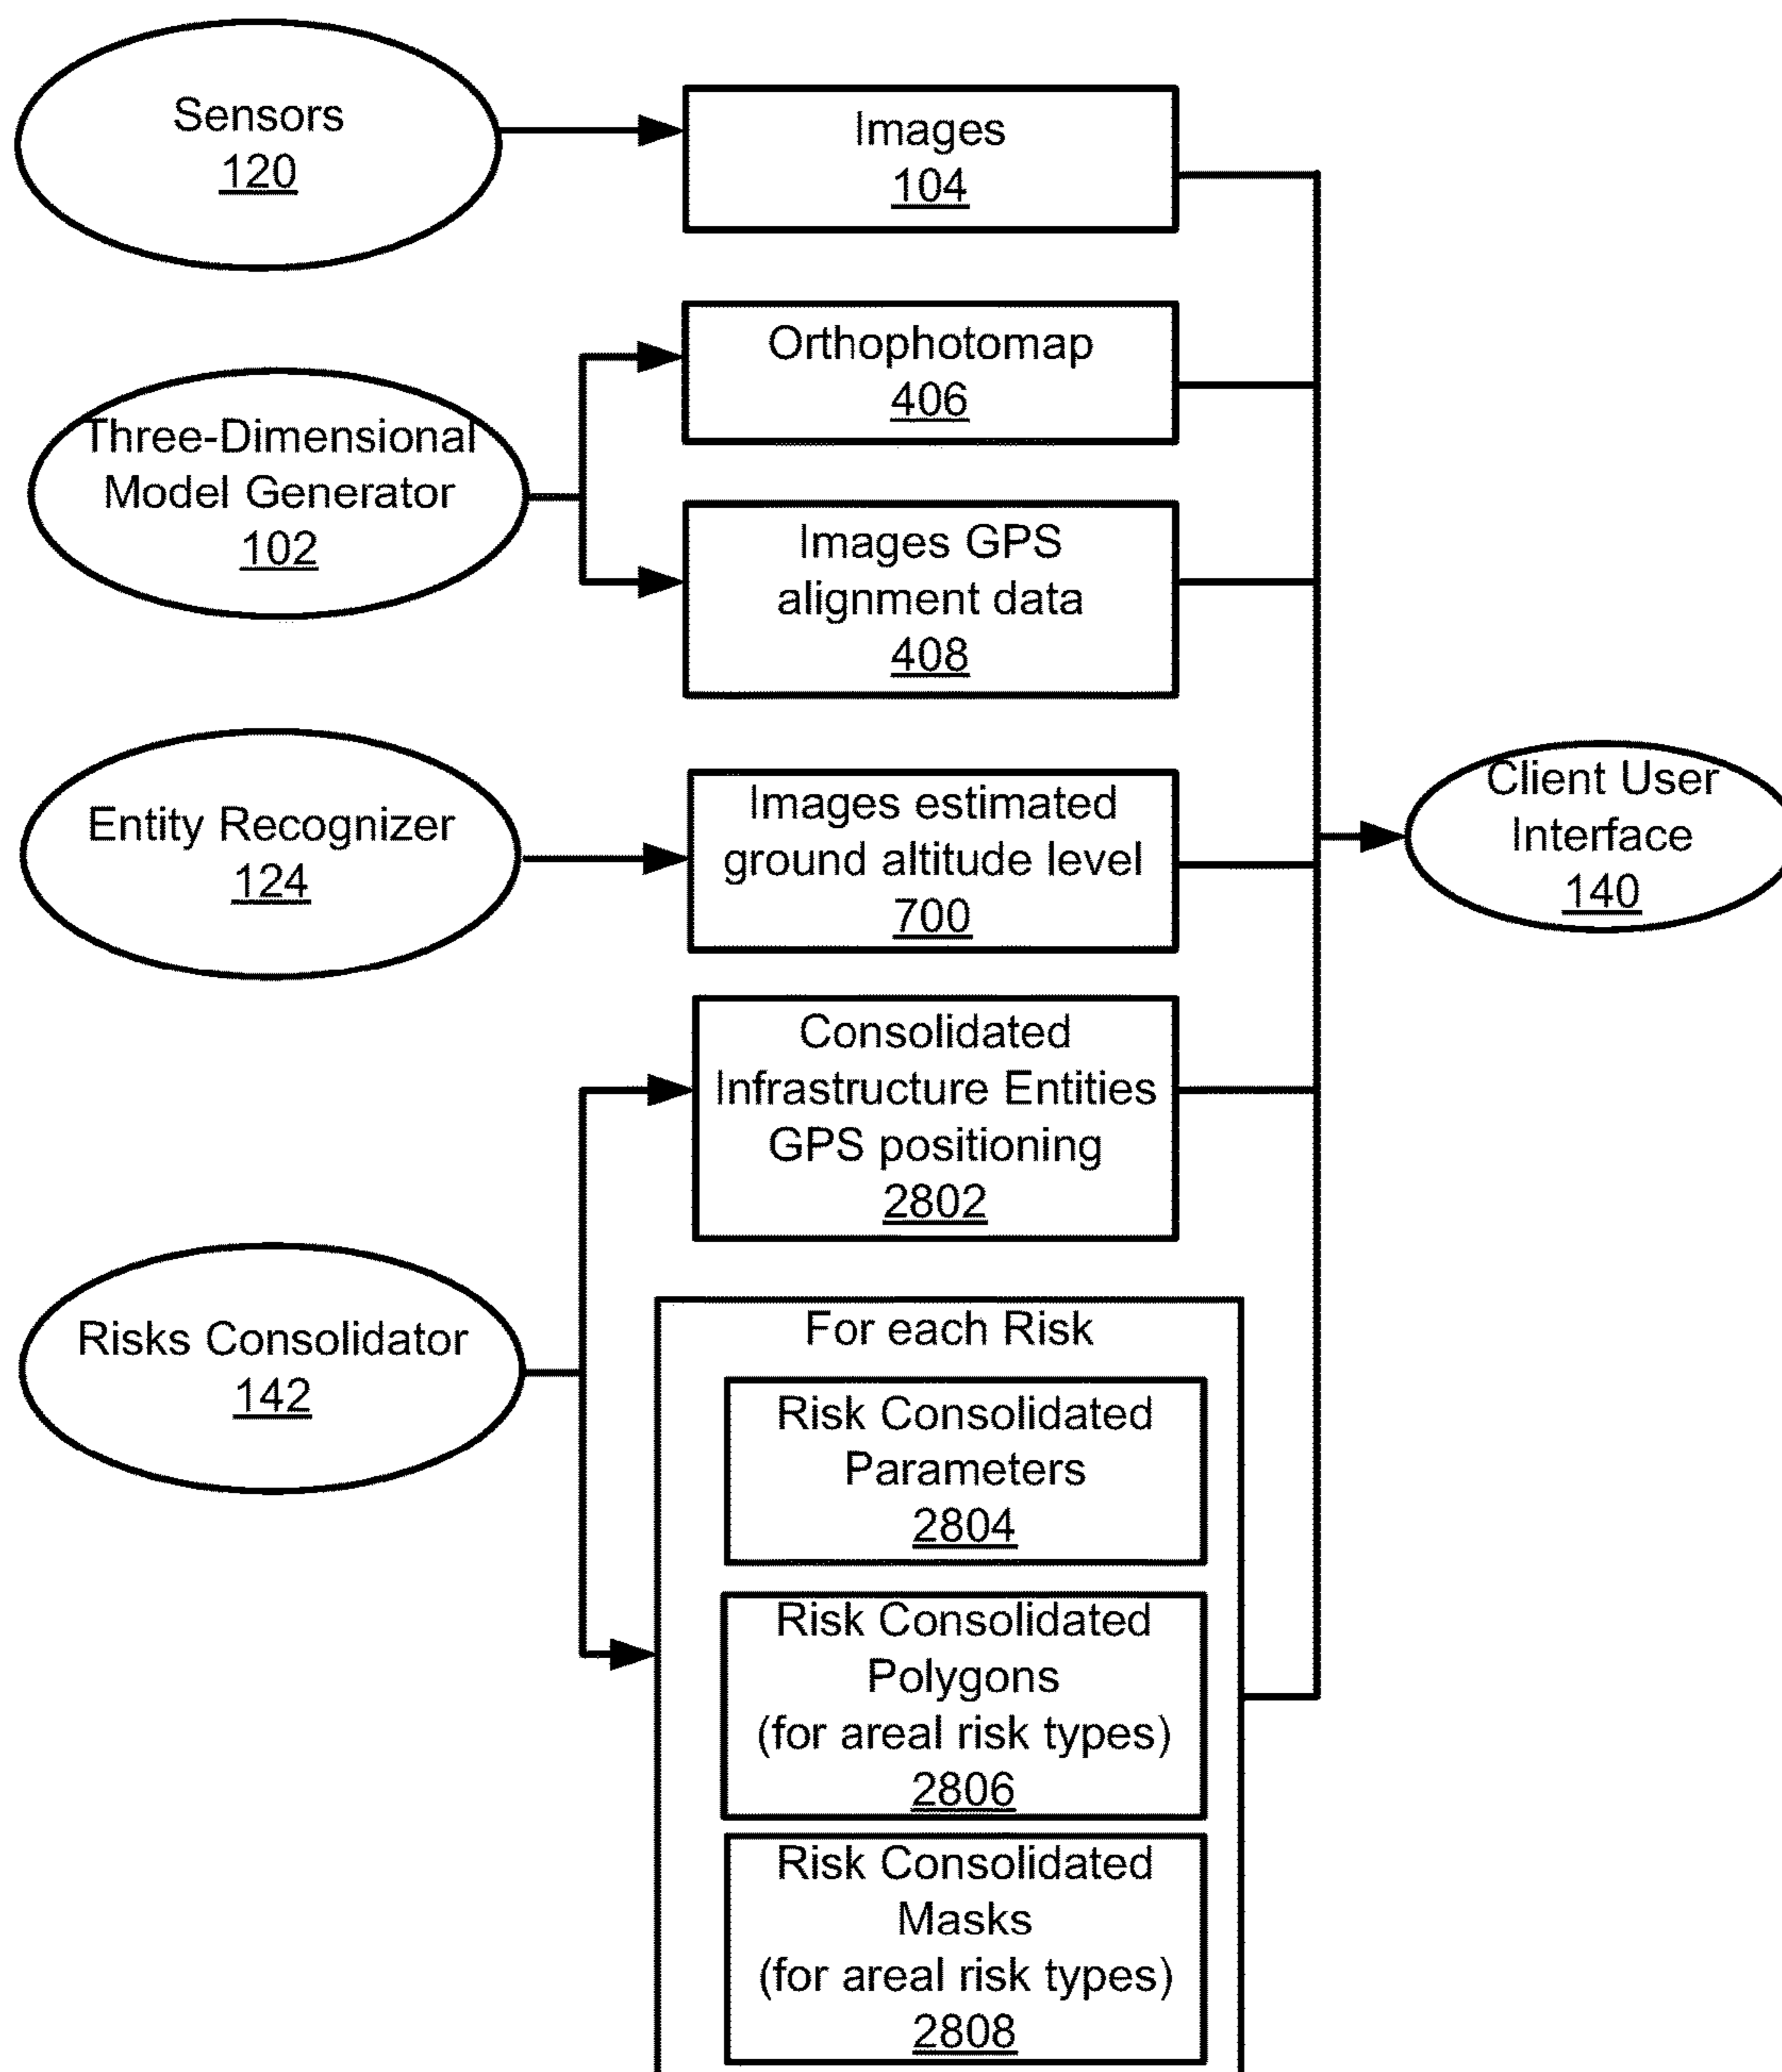 Sensors
120
Images
104
Orthophotomap
406
Three-Dimensional
Model Generator
102
Images GPS
alignment data
408
Entity Recognizer
124
Images estimated
ground altitude level
700
Client User
Interface
140
Consolidated
Infrastructure Entities
GPS positioning
2802
Risks Consolidator
142
For each Risk
Risk Consolidated
Parameters
2804
Risk Consolidated
Polygons
(for areal risk types)
2806
Risk Consolidated
Masks
(for areal risk types)
2808